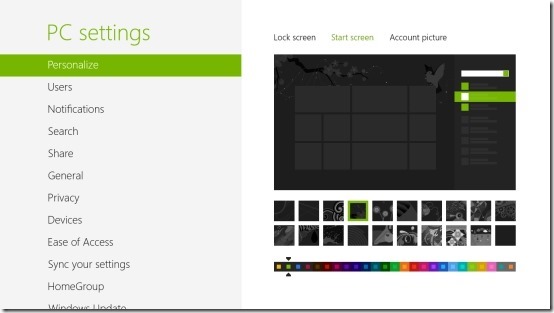 PC settings
Personalize
Users
Notifications
Search
Share
General
Privacy
Devices
Ease of Access
Sync your settings
HomeGroup
Windows Update
Lock screen Start screen Account picture